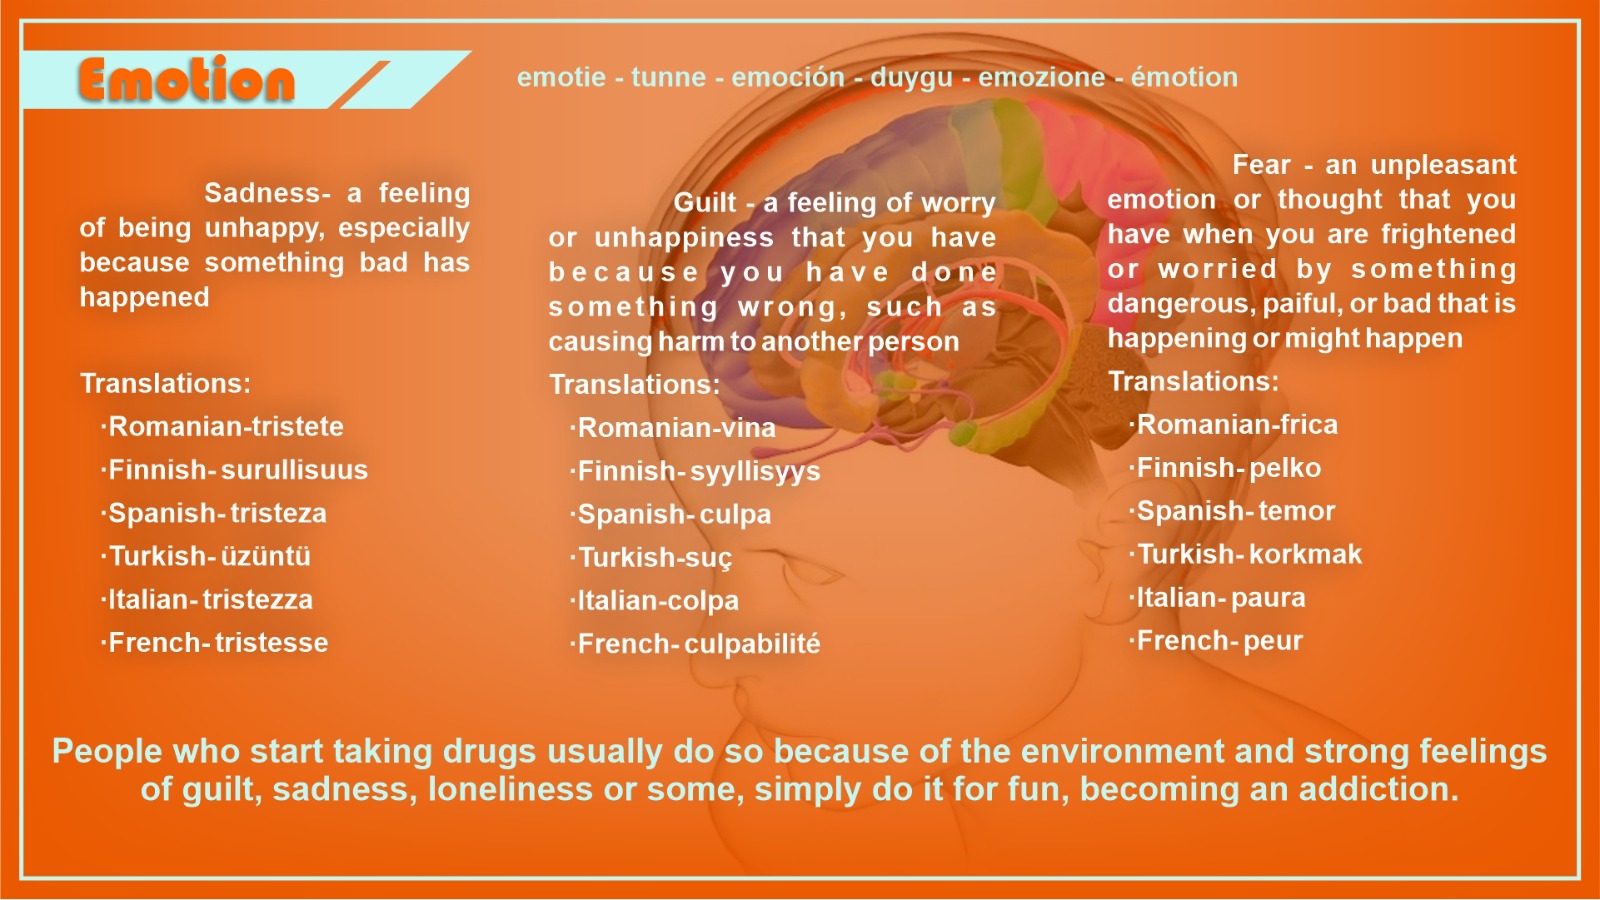 Emotion
emotie - tunne - emoción - duygu - emozione - émotion
Sadness- a feeling
of being unhappy, especially
because something bad has
happened
Translations:
·Romanian-tristete
·Finnish- surullisuus
·Spanish- tristeza
·Turkish- üzüntü
·Italian- tristezza
·French- tristesse
Guilt - a feeling of worry
or unhappiness that you have
because you have done
something wrong, such as
causing harm to another person
Translations:
·Romanian-vina
·Finnish- syyllisyys
·Spanish- culpa
·Turkish-suç
·Italian-colpa
·French- culpabilité
Fear - an unpleasant
emotion or thought that you
have when you are frightened
or worried by something
dangerous, paiful, or bad that is
happening or might happen
Translations:
·Romanian-frica
·Finnish- pelko
·Spanish- temor
·Turkish- korkmak
·Italian- paura
·French- peur
People who start taking drugs usually do so because of the environment and strong feelings
of guilt, sadness, loneliness or some, simply do it for fun, becoming an addiction.